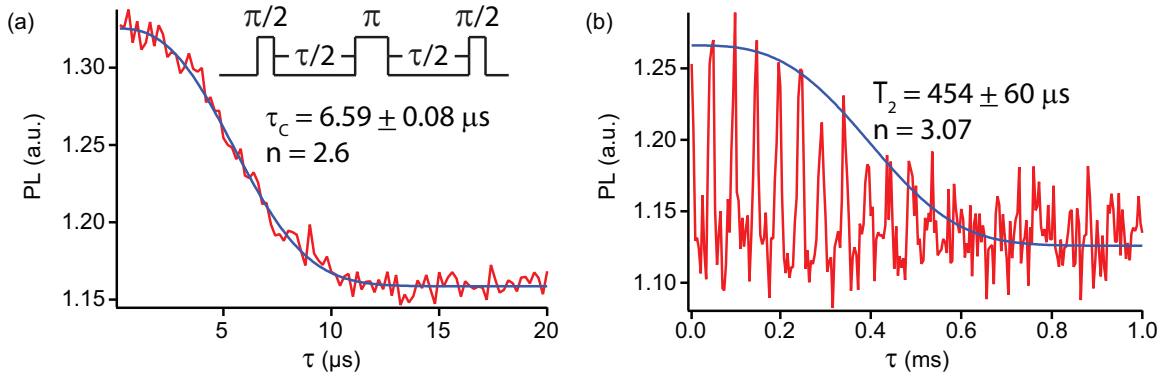 (a)
π/2 π π/2
τ/2 τ/2
τC = 6.59 ± 0.08 μs
n = 2.6
PL (a.u.)
1.30
1.25
1.20
1.15
5 10 15 20
τ (μs)
(b)
T2 = 454 ± 60 μs
n = 3.07
PL (a.u.)
1.25
1.20
1.15
1.10
0.0 0.2 0.4 0.6 0.8 1.0
τ (ms)